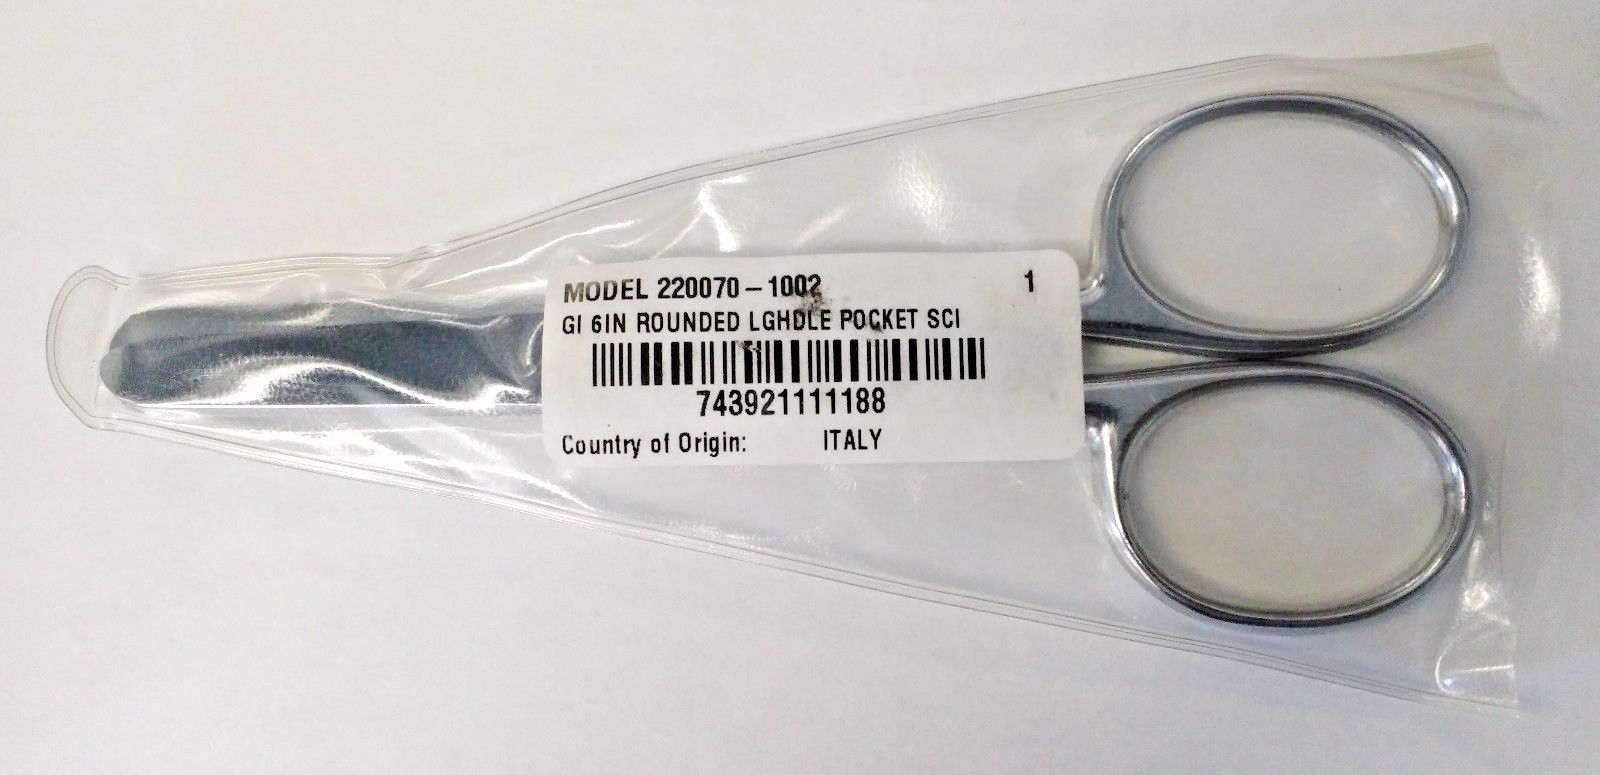 MODEL 220070-1002 1
GI 6IN ROUNDED LGHDLE POCKET SCI
743921111188
Country of Origin: ITALY